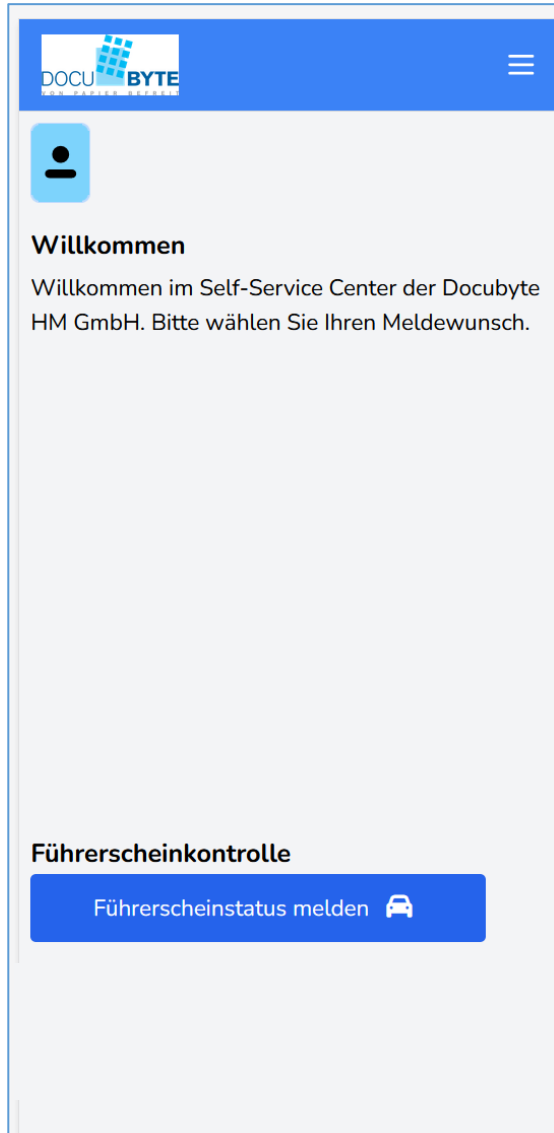 DOCU BYTE
VON PAPIER BEFREIT
Willkommen
Willkommen im Self-Service Center der Docubyte
HM GmbH. Bitte wählen Sie Ihren Meldewunsch.
Führerscheinkontrolle
Führerscheinstatus melden